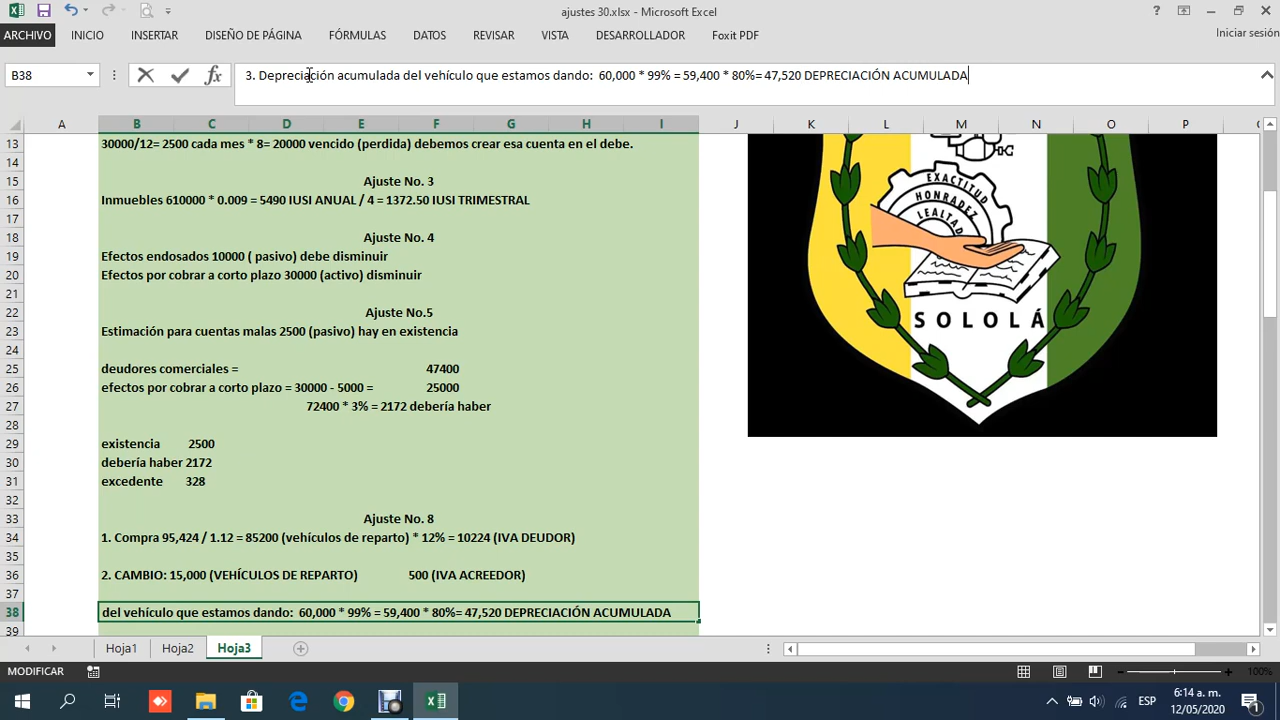 ajustes 30.xlsx - Microsoft Excel
?
ARCHIVO INICIO INSERTAR DISEÑO DE PÁGINA FÓRMULAS DATOS REVISAR VISTA DESARROLLADOR Foxit PDF Iniciar sesión
B38 fx 3. Depreciación acumulada del vehículo que estamos dando: 60,000 * 99% = 59,400 * 80%= 47,520 DEPRECIACIÓN ACUMULADA
A B C D E F G H I J K L M N O P
13 30000/12= 2500 cada mes * 8= 20000 vencido (perdida) debemos crear esa cuenta en el debe.
14
15 Ajuste No. 3
16 Inmuebles 610000 * 0.009 = 5490 IUSI ANUAL / 4 = 1372.50 IUSI TRIMESTRAL
17
18 Ajuste No. 4
19 Efectos endosados 10000 ( pasivo) debe disminuir
20 Efectos por cobrar a corto plazo 30000 (activo) disminuir
21
22 Ajuste No.5
23 Estimación para cuentas malas 2500 (pasivo) hay en existencia
24
25 deudores comerciales = 47400
26 efectos por cobrar a corto plazo = 30000 - 5000 = 25000
27 72400 * 3% = 2172 debería haber
28
29 existencia 2500
30 debería haber 2172
31 excedente 328
32
33 Ajuste No. 8
34 1. Compra 95,424 / 1.12 = 85200 (vehículos de reparto) * 12% = 10224 (IVA DEUDOR)
35
36 2. CAMBIO: 15,000 (VEHÍCULOS DE REPARTO) 500 (IVA ACREEDOR)
37
38 del vehículo que estamos dando: 60,000 * 99% = 59,400 * 80%= 47,520 DEPRECIACIÓN ACUMULADA
39
EXACTITUD
HONRADEZ
LEALTAD
SOLOLÁ
Hoja1 Hoja2 Hoja3
MODIFICAR 100%
ESP 6:14 a. m.
12/05/2020
1